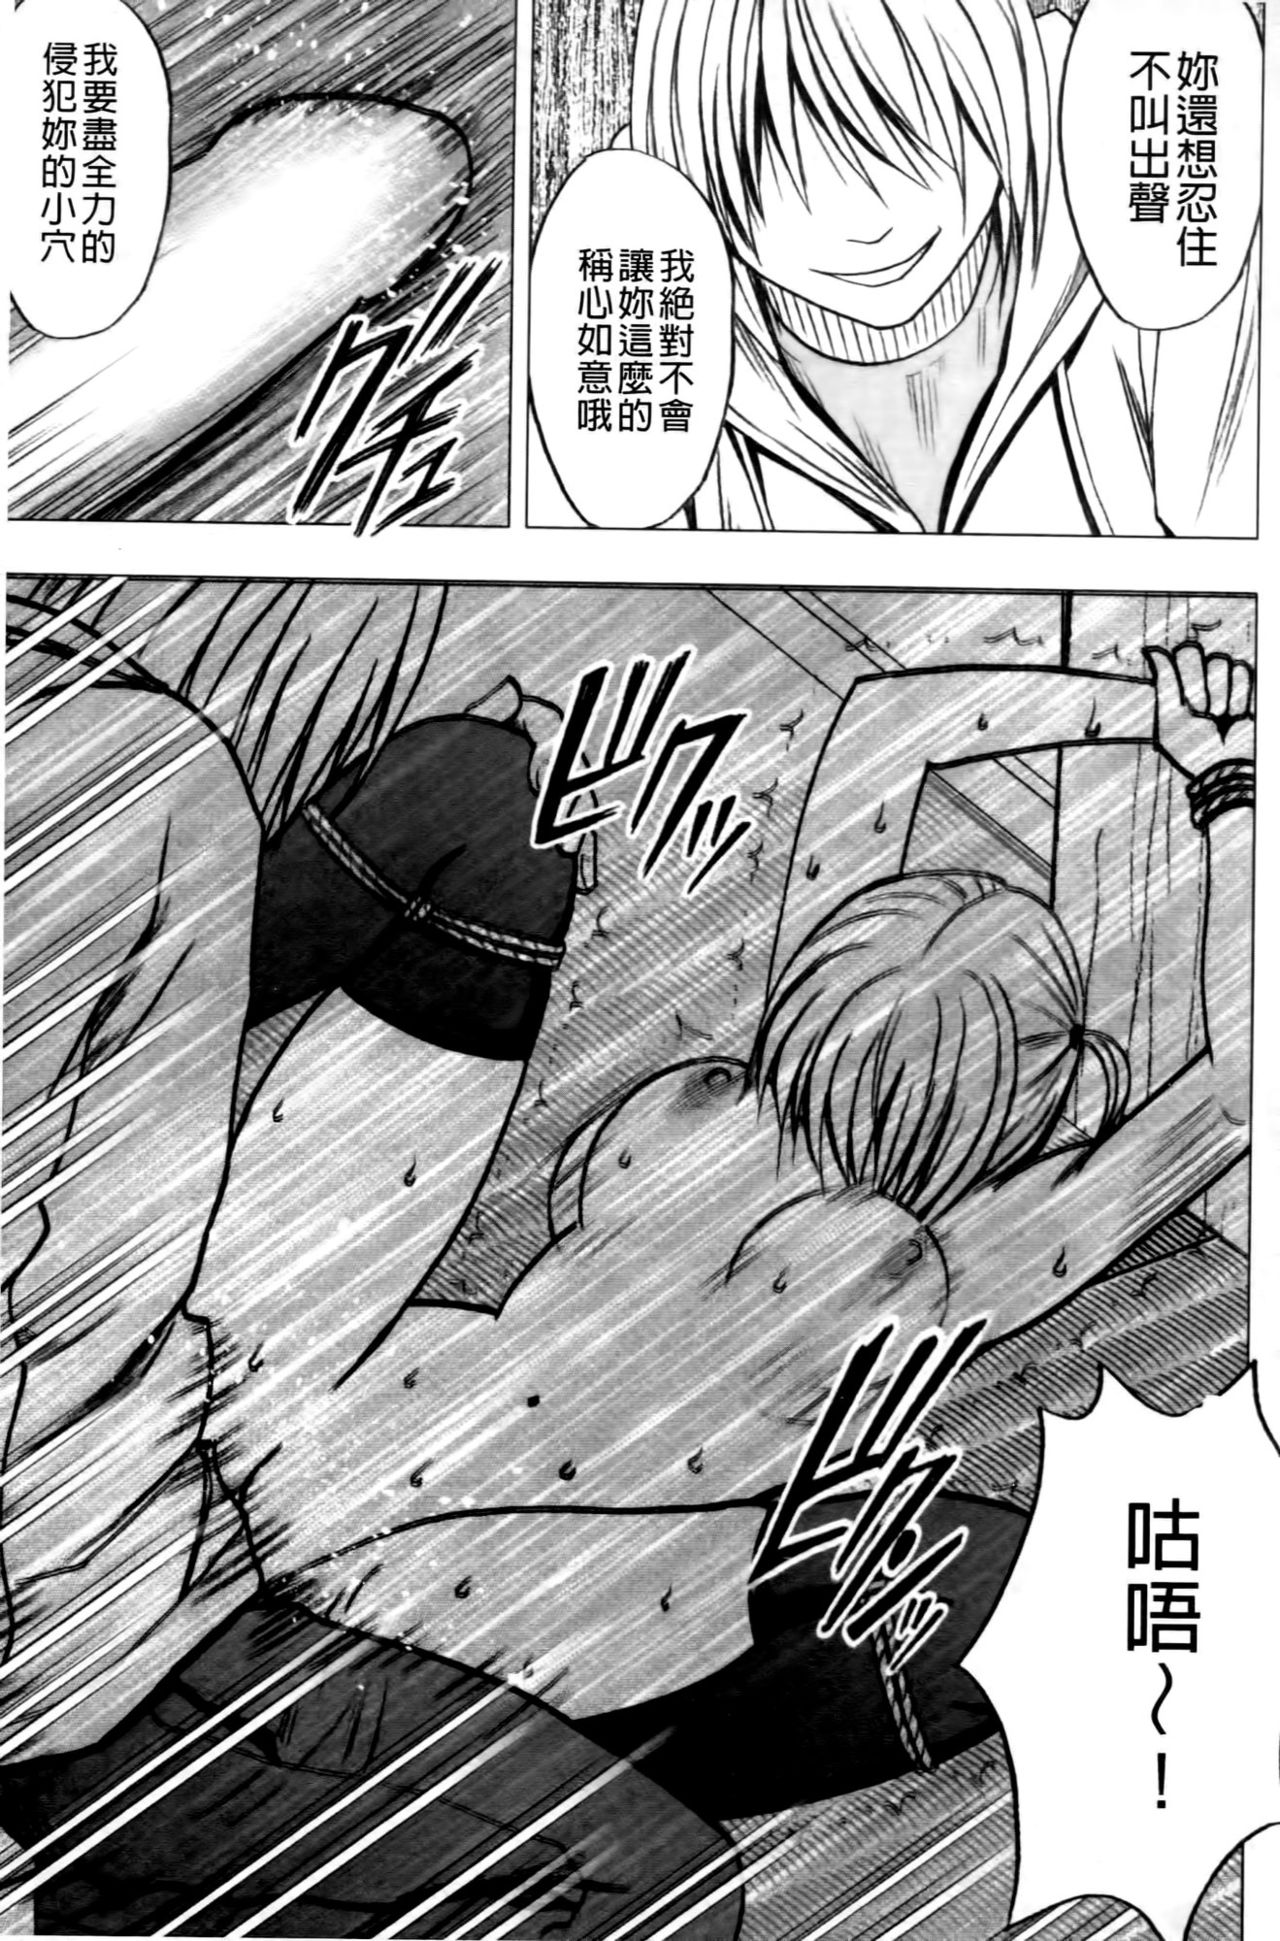 妳還想忍住
不叫出聲
我絕對不會
讓妳這麼的
稱心如意哦
我要盡全力的
侵犯妳的小穴
グチュ
ビクッ
ビクンッ
咕唔～！